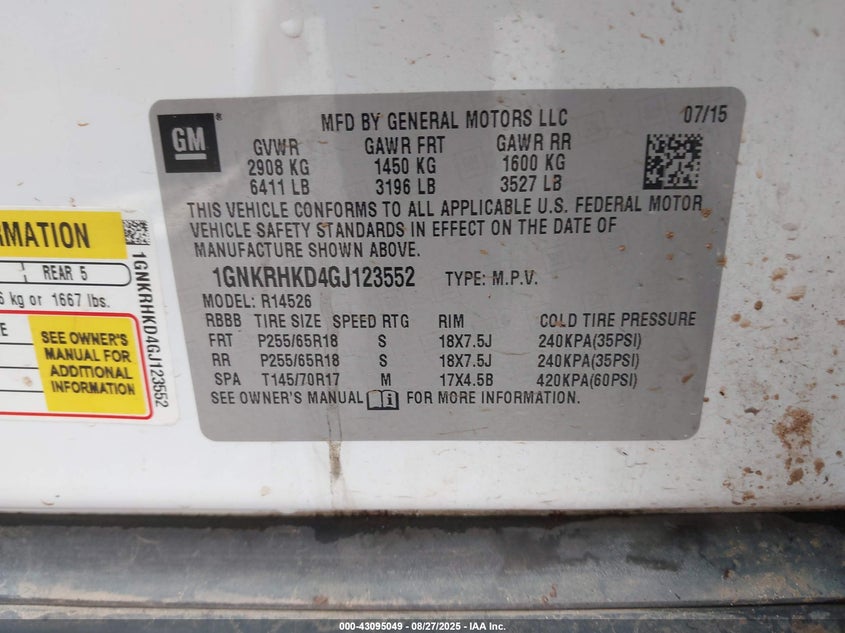 GM
MFD BY GENERAL MOTORS LLC 07/15
GVWR GAWR FRT GAWR RR
2908 KG 1450 KG 1600 KG
6411 LB 3196 LB 3527 LB
THIS VEHICLE CONFORMS TO ALL APPLICABLE U.S. FEDERAL MOTOR
VEHICLE SAFETY STANDARDS IN EFFECT ON THE DATE OF
MANUFACTURE SHOWN ABOVE.
1GNKRHKD4GJ123552 TYPE: M.P.V.
MODEL: R14526
RBBB TIRE SIZE SPEED RTG RIM COLD TIRE PRESSURE
FRT P255/65R18 S 18X7.5J 240KPA(35PSI)
RR P255/65R18 S 18X7.5J 240KPA(35PSI)
SPA T145/70R17 M 17X4.5B 420KPA(60PSI)
SEE OWNER'S MANUAL i FOR MORE INFORMATION.
RMATION
REAR 5
6 kg or 1667 lbs.
SEE OWNER'S
MANUAL FOR
ADDITIONAL
INFORMATION
1GNKRHKD4GJ123552
000-43095049 - 08/27/2025 - IAA Inc.